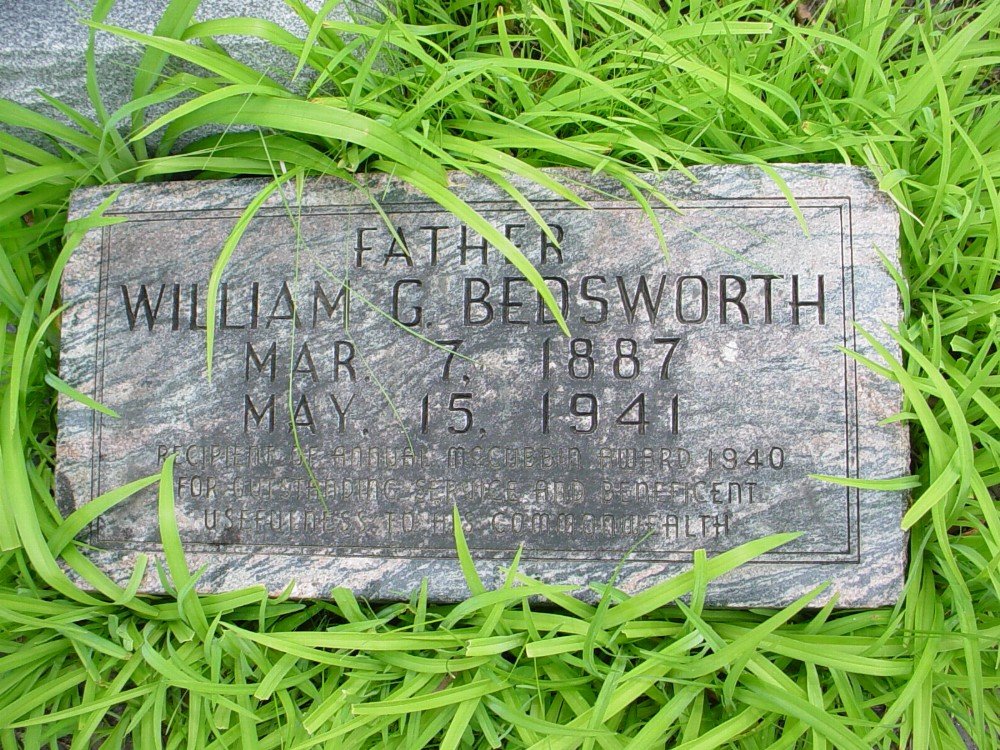 FATHER
WILLIAM G. BEDSWORTH
MAR. 7, 1887
MAY. 15, 1941
RECIPIENT OF ANNUAL MCCUBBIN AWARD 1940
FOR OUTSTANDING SERVICE AND BENEFICENT
USEFULNESS TO HIS COMMONWEALTH